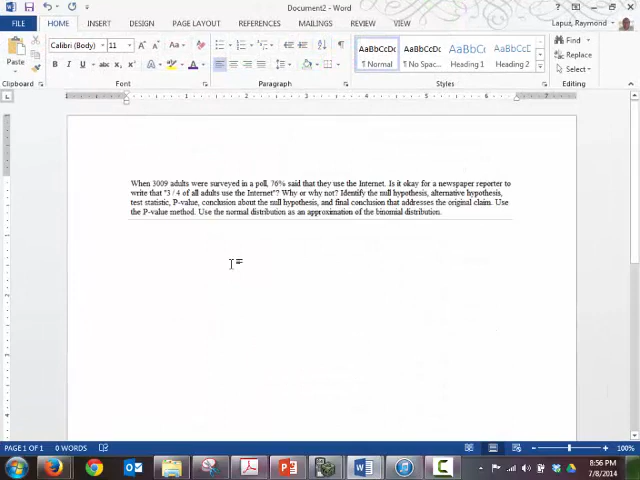 Document2 - Word
FILE HOME INSERT DESIGN PAGE LAYOUT REFERENCES MAILINGS REVIEW VIEW Lapuz, Raymond
Calibri (Body) 11 Aa
Find
Replace
Select
Paste
AaBbCcDc AaBbCcDc AaBbCc AaBbCcD
¶ Normal ¶ No Spac... Heading 1 Heading 2
Clipboard Font Paragraph Styles Editing
When 3009 adults were surveyed in a poll, 76% said that they use the Internet. Is it okay for a newspaper reporter to
write that "3 / 4 of all adults use the Internet"? Why or why not? Identify the null hypothesis, alternative hypothesis,
test statistic, P-value, conclusion about the null hypothesis, and final conclusion that addresses the original claim. Use
the P-value method. Use the normal distribution as an approximation of the binomial distribution.
PAGE 1 OF 1 0 WORDS 100%
8:56 PM
7/8/2014